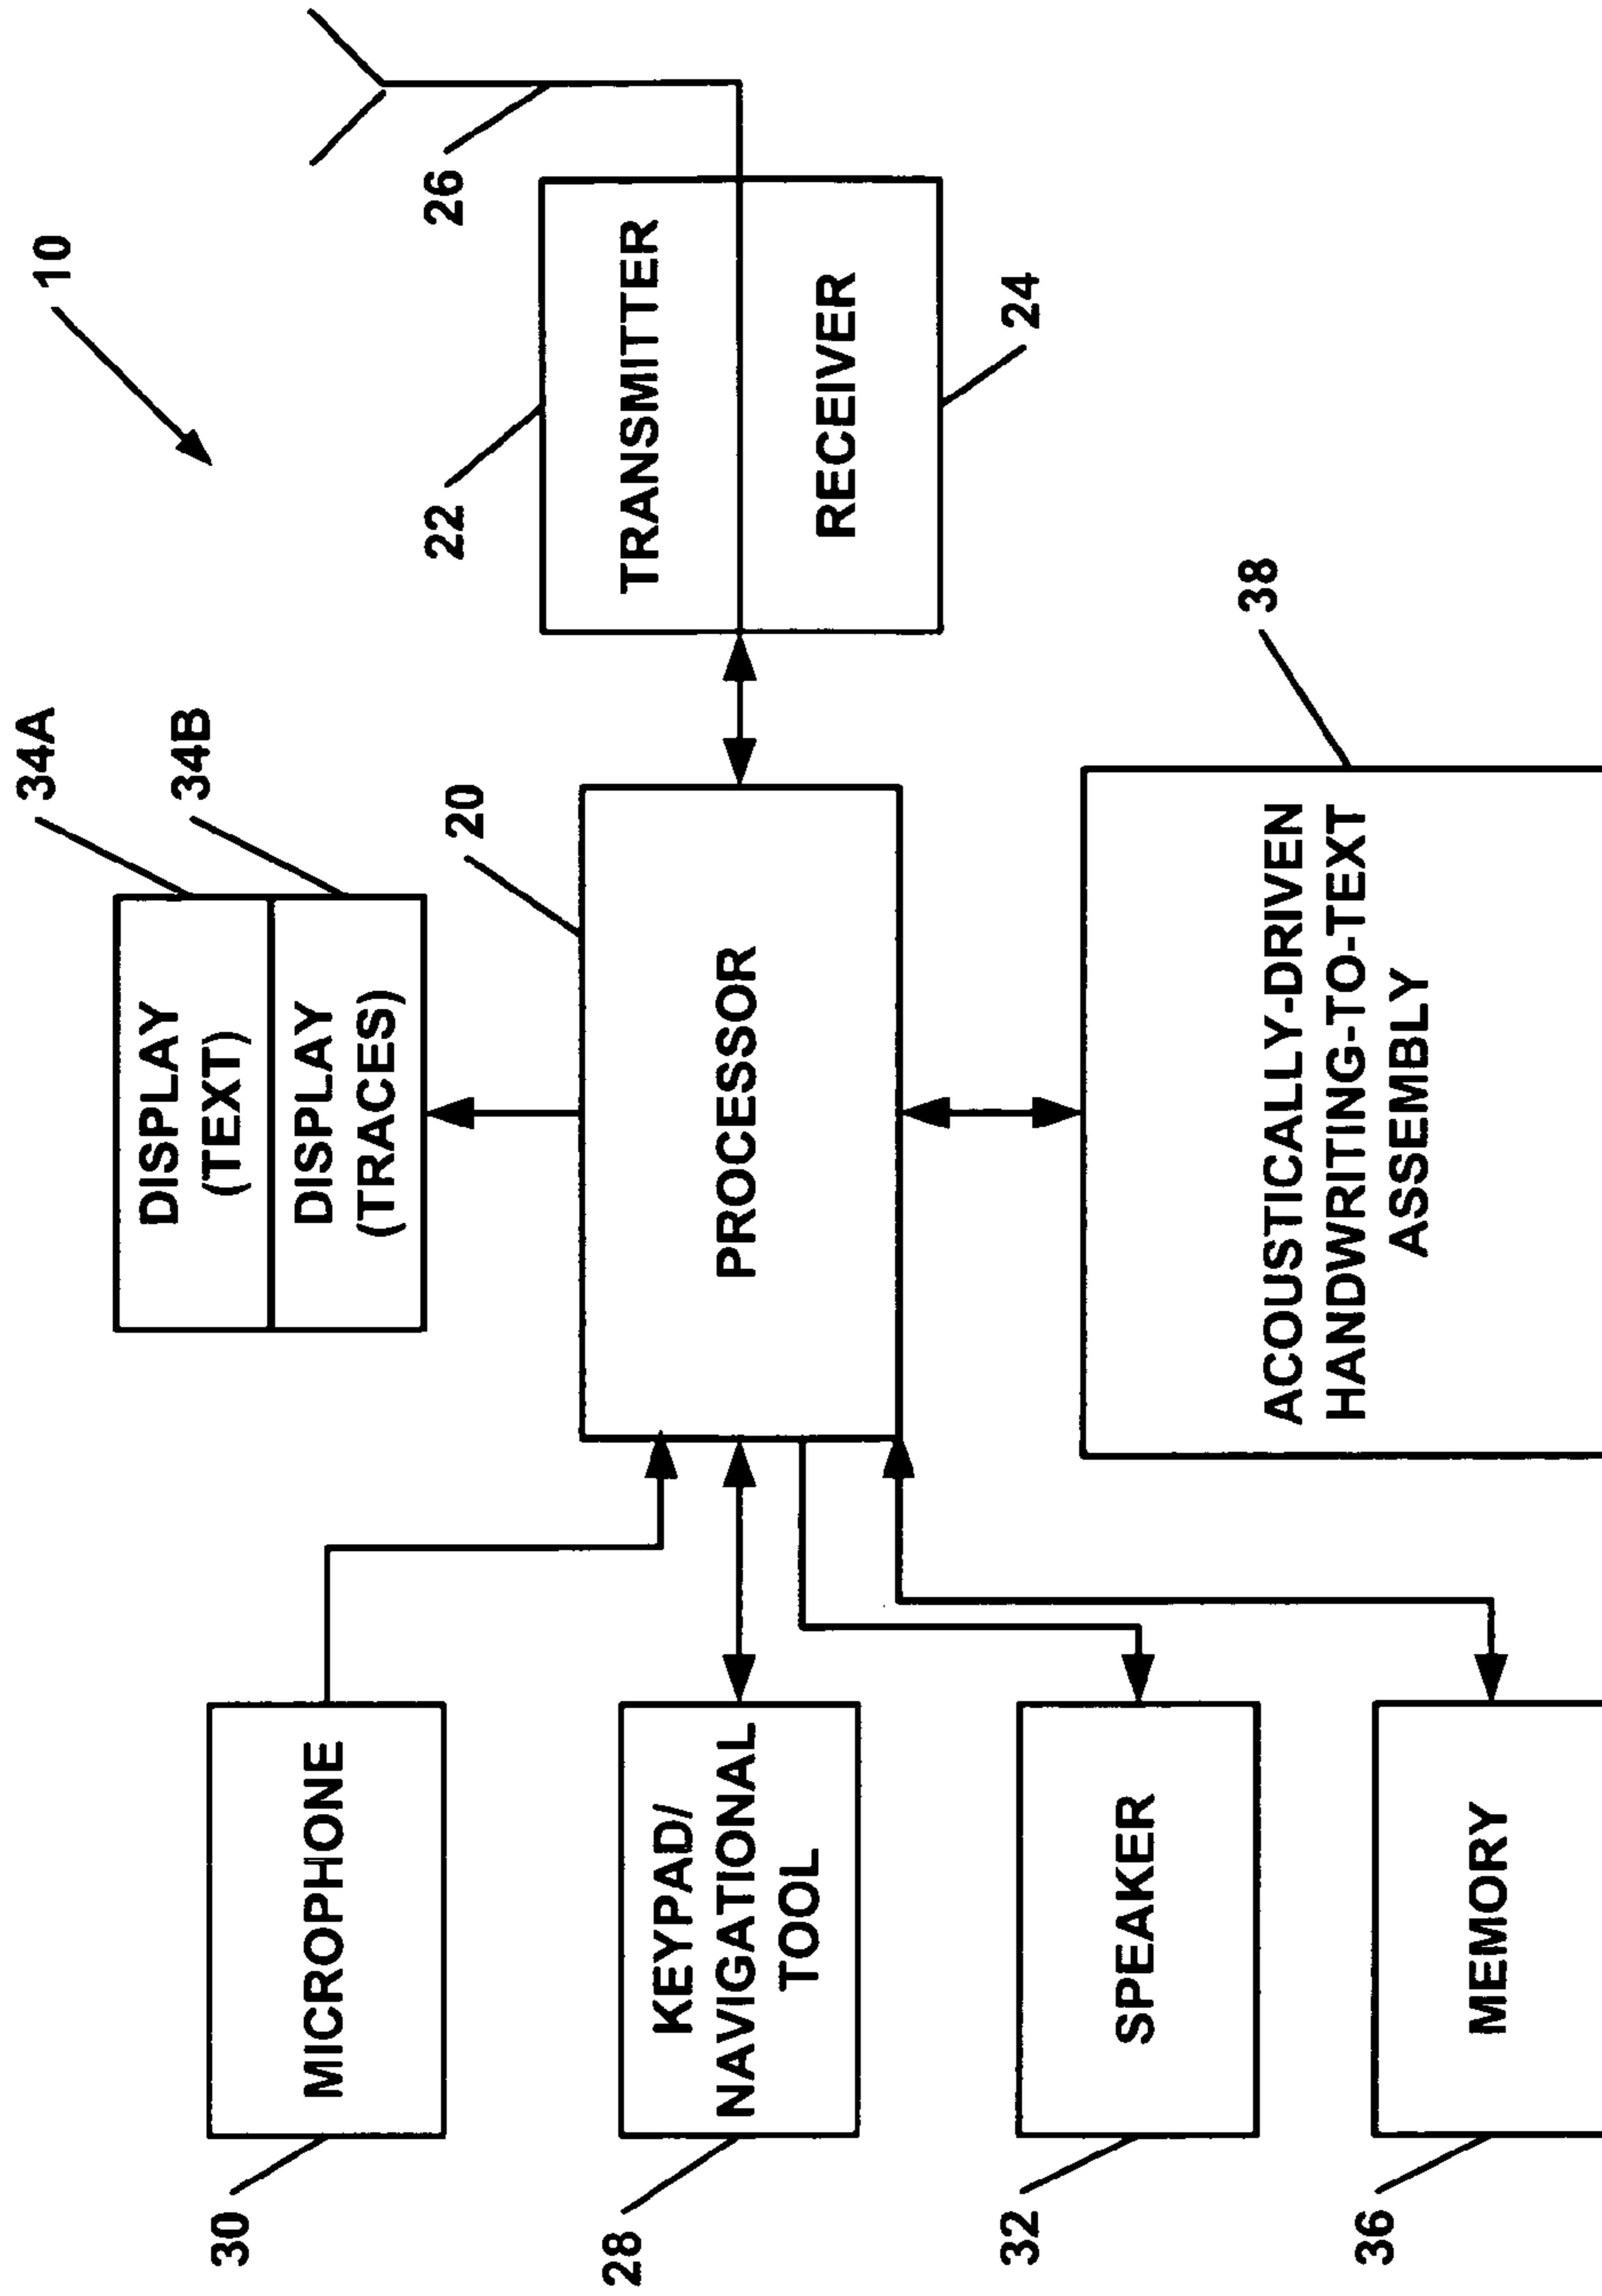 10
34A
34B
DISPLAY
(TEXT)
DISPLAY
(TRACES)
30
MICROPHONE
20
PROCESSOR
22
TRANSMITTER
26
RECEIVER
24
28
KEYPAD/
NAVIGATIONAL
TOOL
32
SPEAKER
38
ACOUSTICALLY-DRIVEN
HANDWRITING-TO-TEXT
ASSEMBLY
36
MEMORY